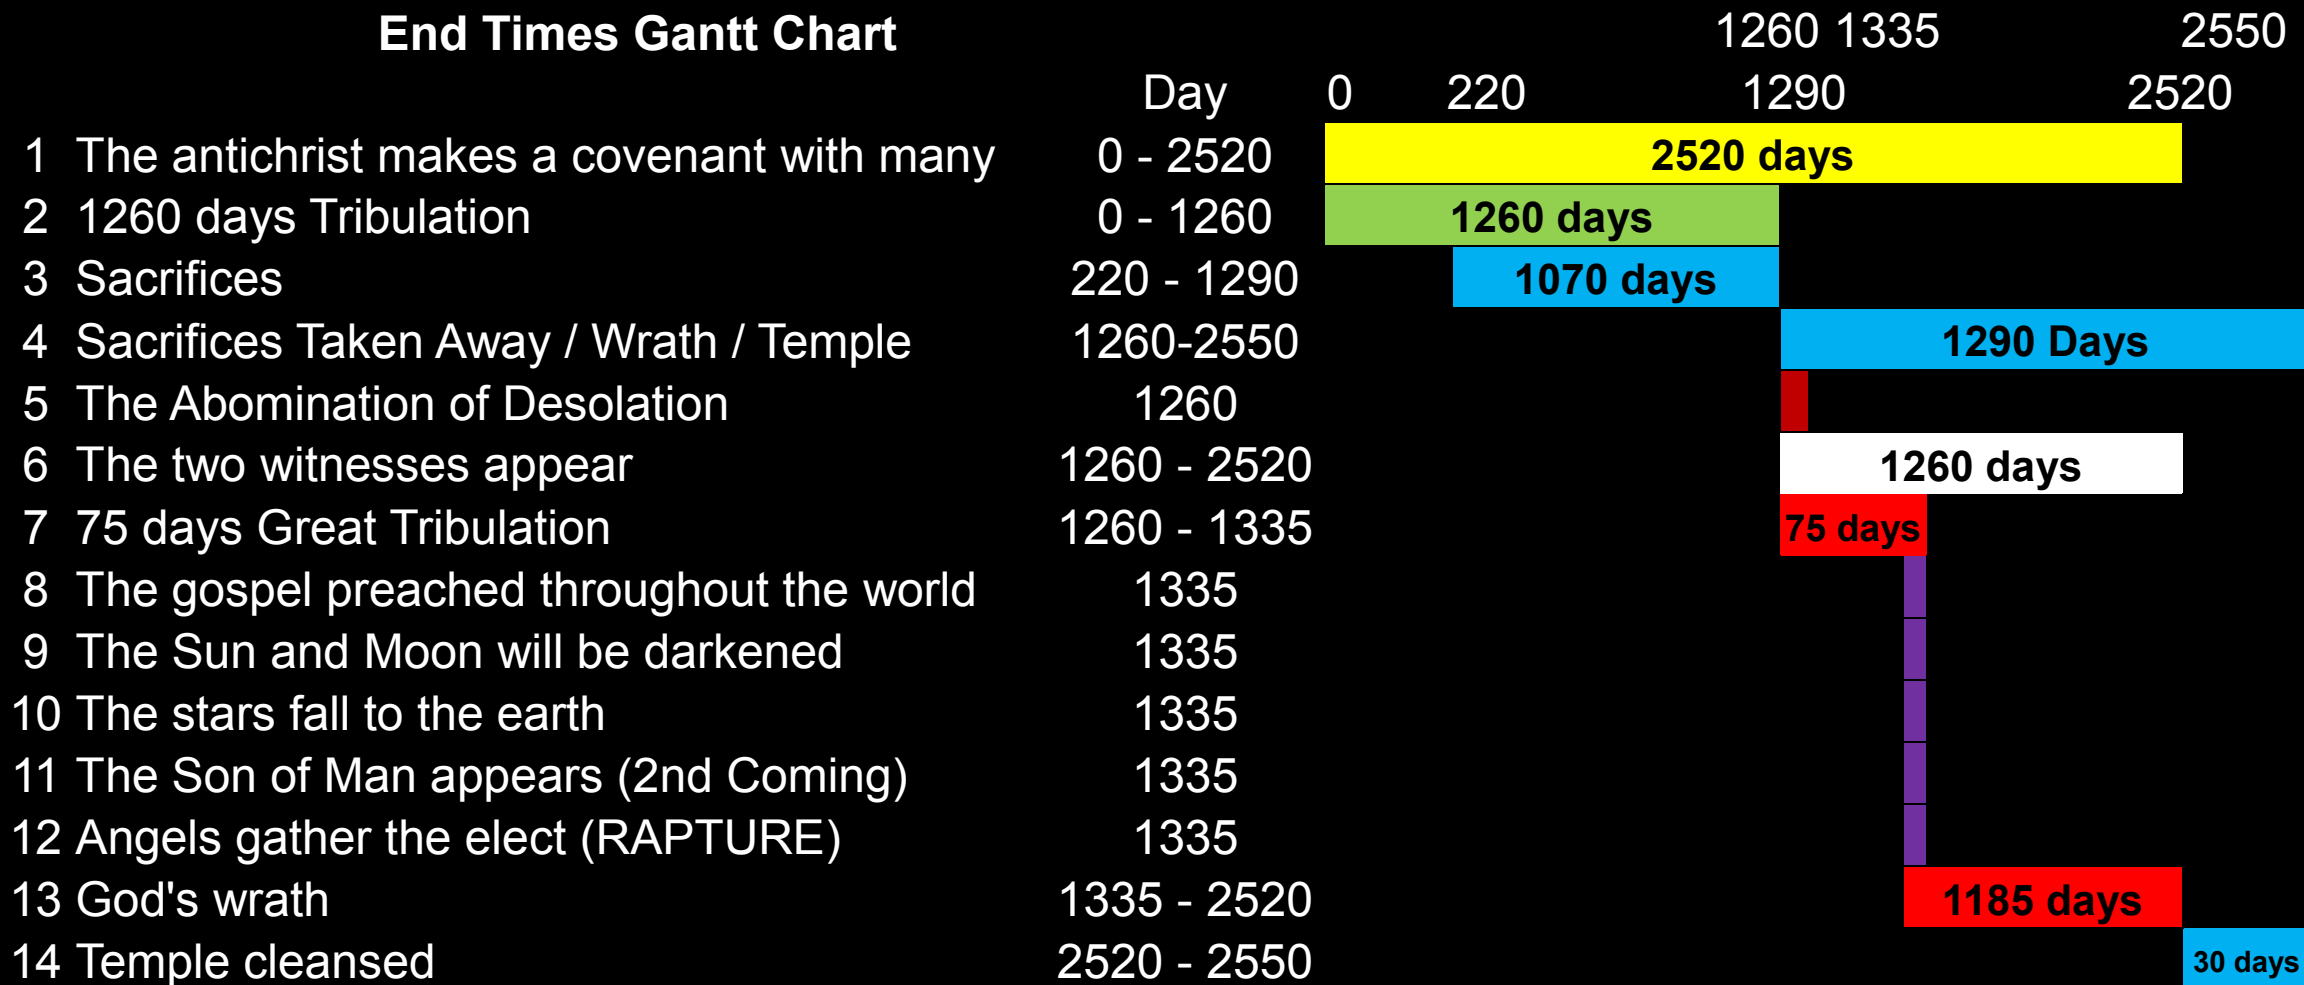 End Times Gantt Chart 1260 1335 2550
Day 0 220 1290 2520
1 The antichrist makes a covenant with many 0 - 2520 2520 days
2 1260 days Tribulation 0 - 1260 1260 days
3 Sacrifices 220 - 1290 1070 days
4 Sacrifices Taken Away / Wrath / Temple 1260-2550 1290 Days
5 The Abomination of Desolation 1260
6 The two witnesses appear 1260 - 2520 1260 days
7 75 days Great Tribulation 1260 - 1335 75 days
8 The gospel preached throughout the world 1335
9 The Sun and Moon will be darkened 1335
10 The stars fall to the earth 1335
11 The Son of Man appears (2nd Coming) 1335
12 Angels gather the elect (RAPTURE) 1335
13 God's wrath 1335 - 2520 1185 days
14 Temple cleansed 2520 - 2550 30 days